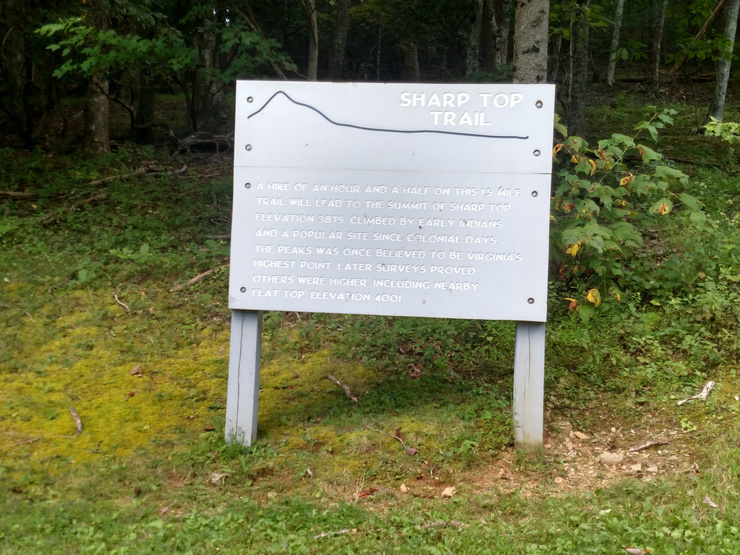 SHARP TOP
TRAIL
A HIKE OF AN HOUR AND A HALF ON THIS 1.5 MILE
TRAIL WILL LEAD TO THE SUMMIT OF SHARP TOP
ELEVATION 3875. CLIMBED BY EARLY INDIANS
AND A POPULAR SITE SINCE COLONIAL DAYS.
THE PEAKS WAS ONCE BELIEVED TO BE VIRGINIA'S
HIGHEST POINT. LATER SURVEYS PROVED
OTHERS WERE HIGHER, INCLUDING NEARBY
FLAT TOP, ELEVATION 4001.